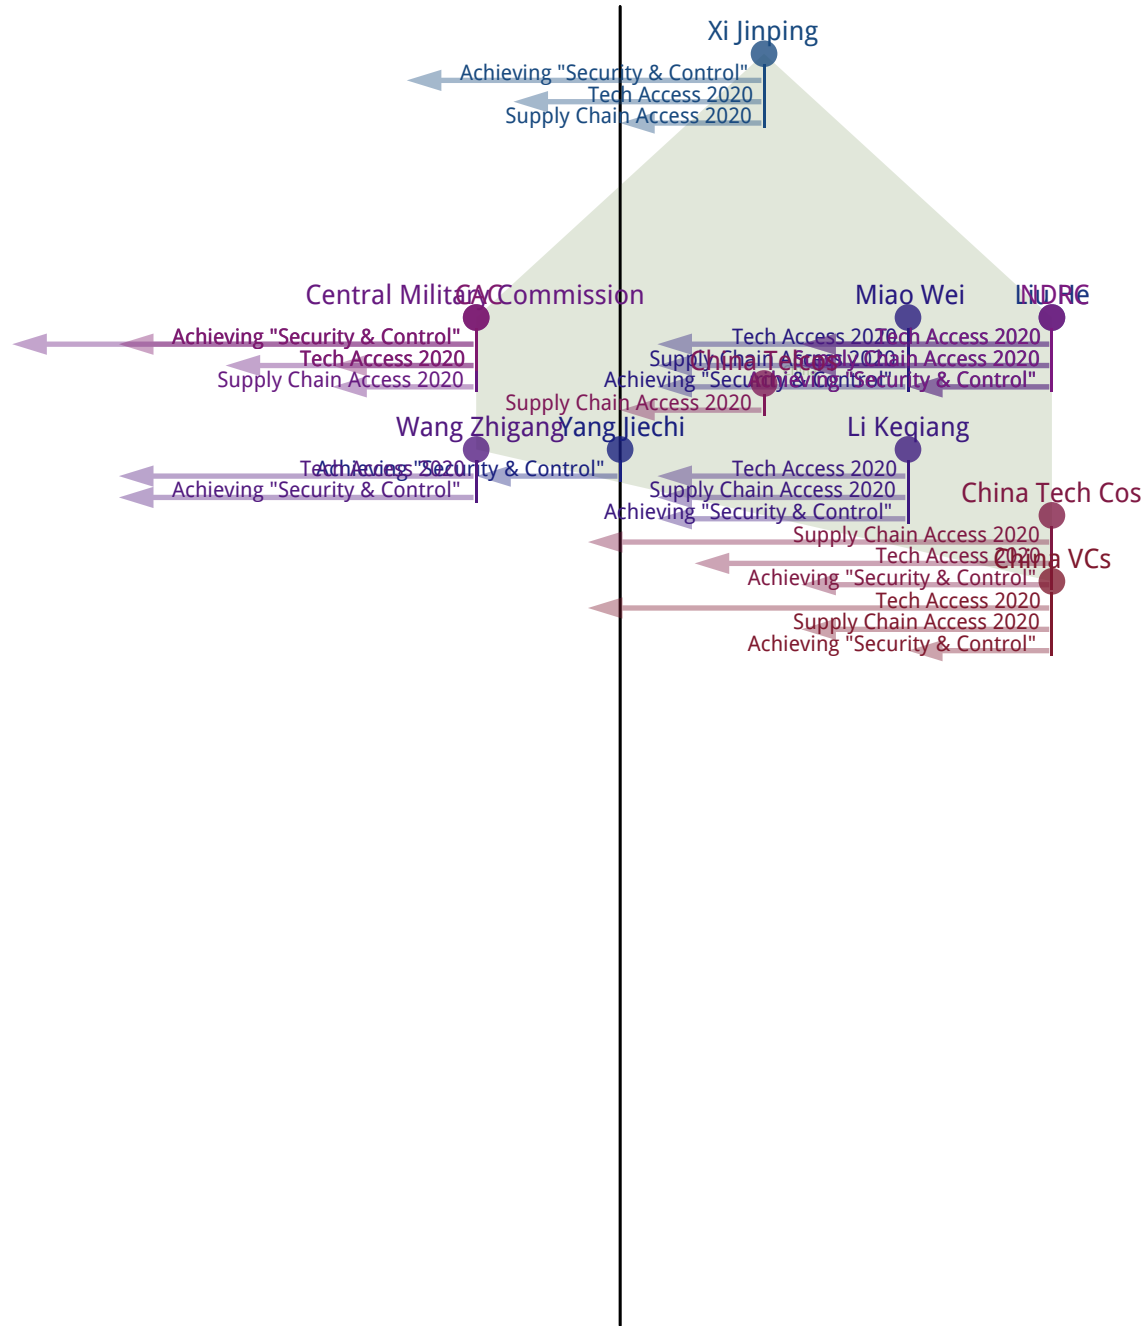 Xi Jinping
Achieving "Security & Control"
Tech Access 2020
Supply Chain Access 2020
Central Military Commission
CAC
Achieving "Security & Control"
Tech Access 2020
Supply Chain Access 2020
Miao Wei
Tech Access 2020
Supply Chain Access 2020
Achieving "Security & Control"
Liu He
NDRC
Tech Access 2020
Supply Chain Access 2020
Achieving "Security & Control"
China Telcos
Supply Chain Access 2020
Wang Zhigang
Tech Access 2020
Achieving "Security & Control"
Yang Jiechi
Achieving "Security & Control"
Li Keqiang
Tech Access 2020
Supply Chain Access 2020
Achieving "Security & Control"
China Tech Cos
Supply Chain Access 2020
Tech Access 2020
Achieving "Security & Control"
China VCs
Tech Access 2020
Supply Chain Access 2020
Achieving "Security & Control"